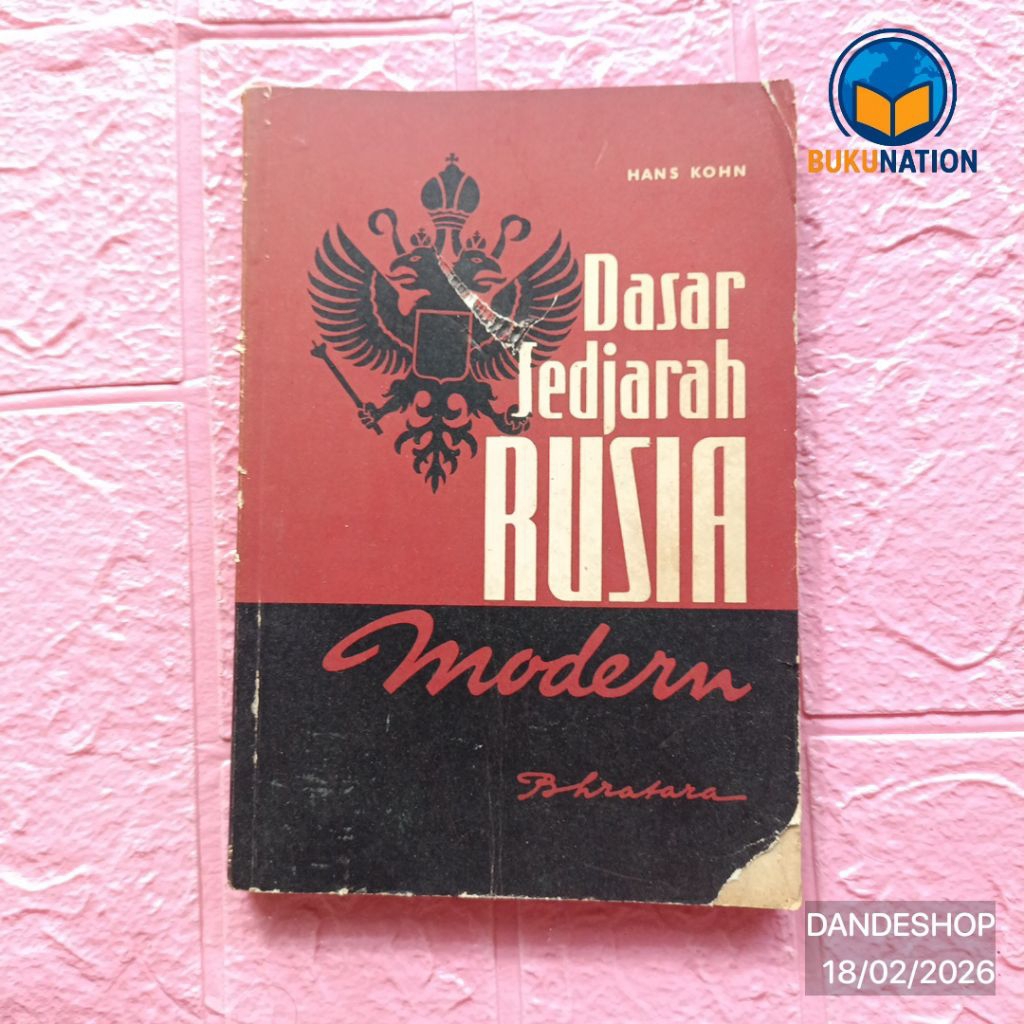 BUKUNATION
HANS KOHN
Dasar
Sedjarah
RUSIA
Modern
Bhratara
DANDESHOP
18/02/2026